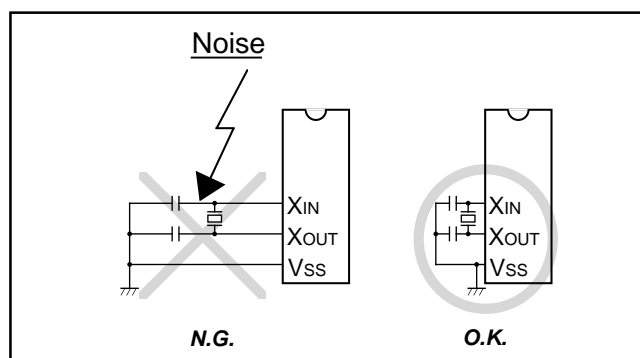 Noise
XIN
XOUT
VSS
XIN
XOUT
VSS
N.G.
O.K.